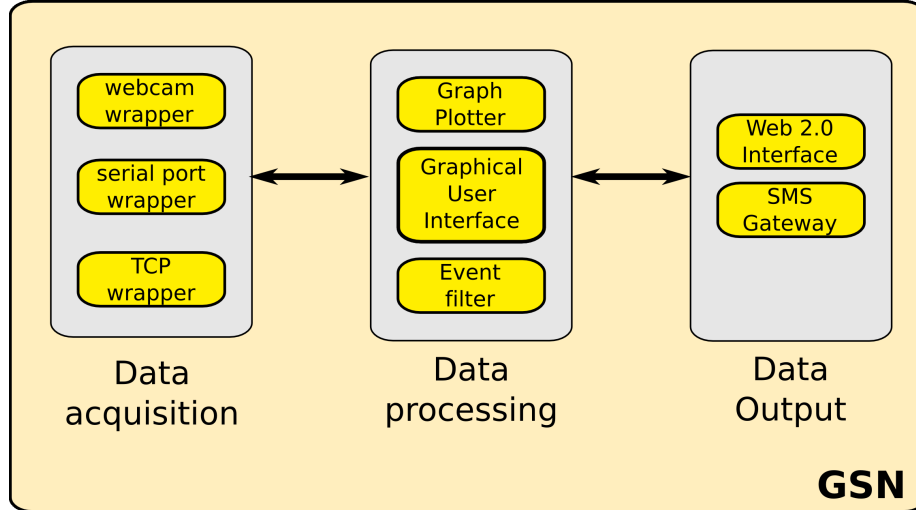 webcam
wrapper
serial port
wrapper
TCP
wrapper
Data
acquisition
Graph
Plotter
Graphical
User
Interface
Event
filter
Data
processing
Web 2.0
Interface
SMS
Gateway
Data
Output
GSN